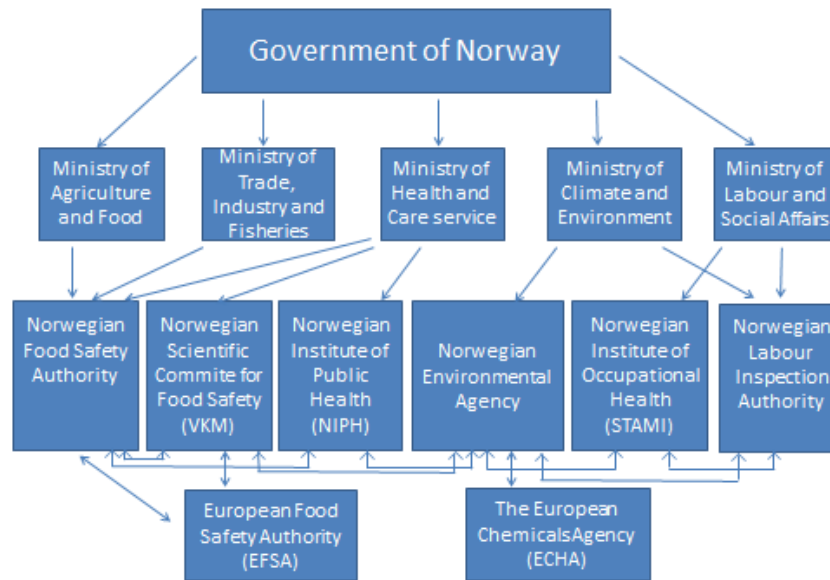 Government of Norway
Ministry of
Agriculture
and Food
Ministry of
Trade,
Industry and
Fisheries
Ministry of
Health and
Care service
Ministry of
Climate and
Environment
Ministry of
Labour and
Social Affairs
Norwegian
Food Safety
Authority
Norwegian
Scientific
Commite for
Food Safety
(VKM)
Norwegian
Institute of
Public
Health
(NIPH)
Norwegian
Environmental
Agency
Norwegian
Institute of
Occupational
Health
(STAMI)
Norwegian
Labour
Inspection
Authority
European Food
Safety Authority
(EFSA)
The European
ChemicalsAgency
(ECHA)